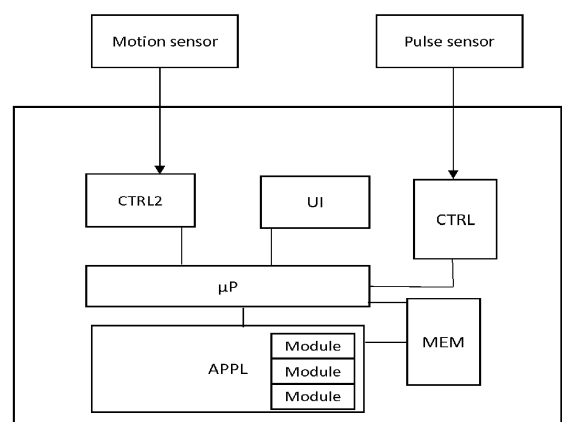 Motion sensor
Pulse sensor
CTRL2
UI
CTRL
µP
MEM
APPL
Module
Module
Module